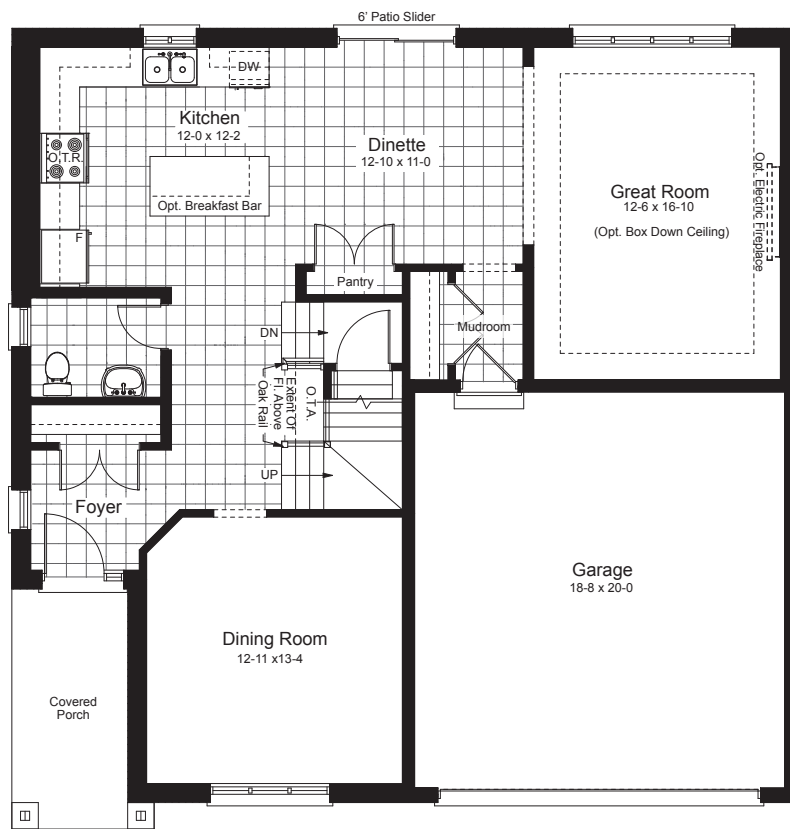 6' Patio Slider
DW
Kitchen
12-0 x 12-2
Dinette
12-10 x 11-0
O.T.R.
Great Room
12-6 x 16-10
(Opt. Box Down Ceiling)
Opt. Electric Fireplace
Opt. Breakfast Bar
F
Pantry
Mudroom
DN
O.T.A.
Extent Of
Fl. Above
Oak Rail
UP
Foyer
Garage
18-8 x 20-0
Dining Room
12-11 x13-4
Covered
Porch